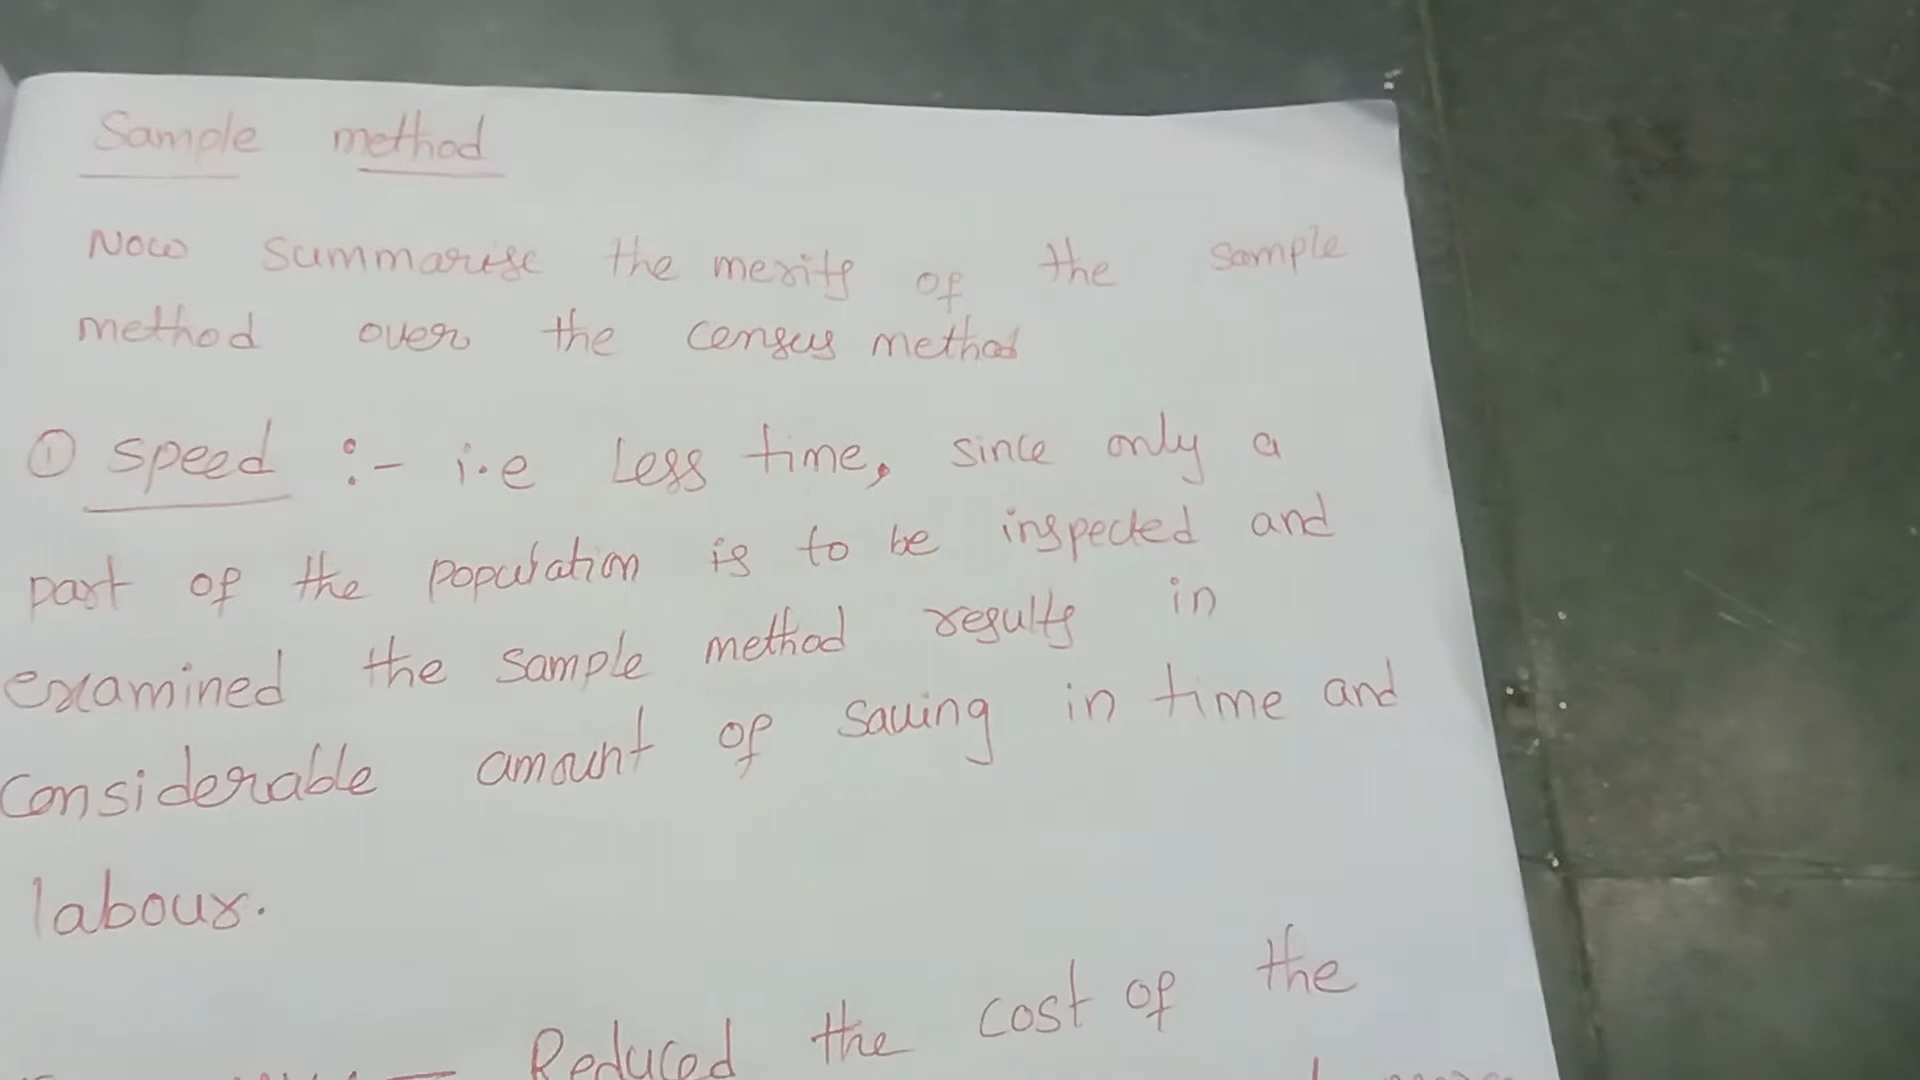 Sample method
Now summarise the merits of the sample
method over the census method
① speed :- i.e Less time, since only a
part of the population is to be inspected and
examined the sample method results in
considerable amount of saving in time and
labour.
Reduced the cost of the